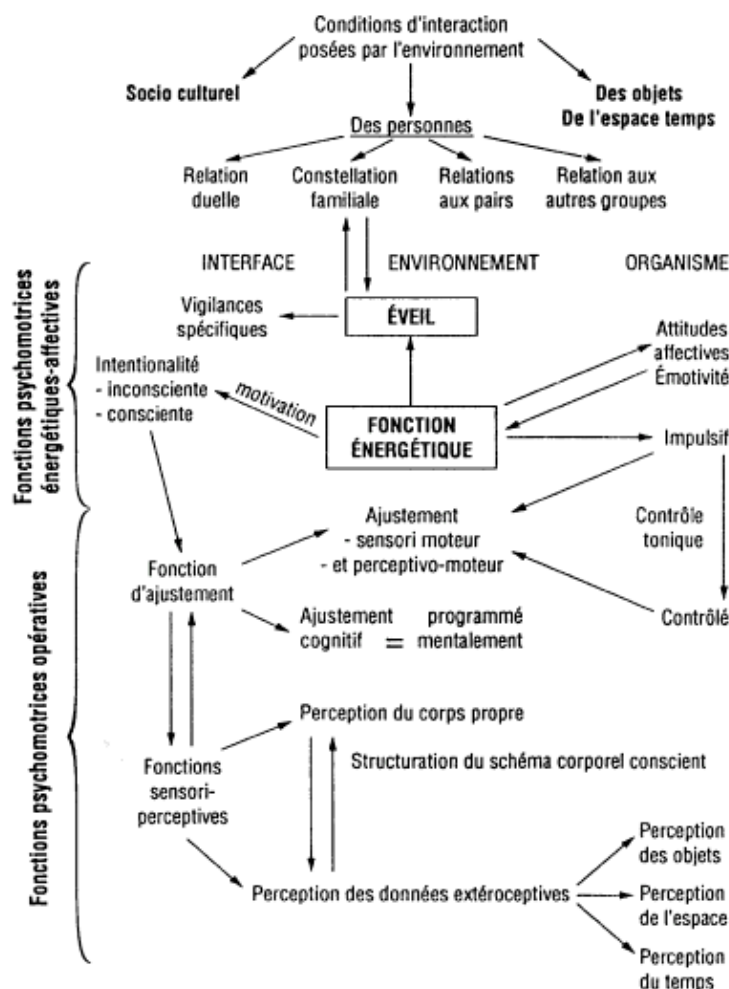 Conditions d'interaction
posées par l'environnement
Socio culturel
Des objets
De l'espace temps
Des personnes
Relation
duelle
Constellation
familiale
Relations
aux pairs
Relation aux
autres groupes
INTERFACE
ENVIRONNEMENT
ORGANISME
Fonctions psychomotrices
énergétiques-affectives
Vigilances
spécifiques
ÉVEIL
Attitudes
affectives
Émotivité
Intentionalité
- inconsciente
- consciente
motivation
FONCTION
ÉNERGÉTIQUE
Impulsif
Contrôle
tonique
Contrôlé
Fonctions psychomotrices opératives
Fonction
d'ajustement
Ajustement
- sensori moteur
- et perceptivo-moteur
Ajustement programmé
cognitif = mentalement
Perception du corps propre
Structuration du schéma corporel conscient
Fonctions
sensori-
perceptives
Perception des données extéroceptives
Perception
des objets
Perception
de l'espace
Perception
du temps